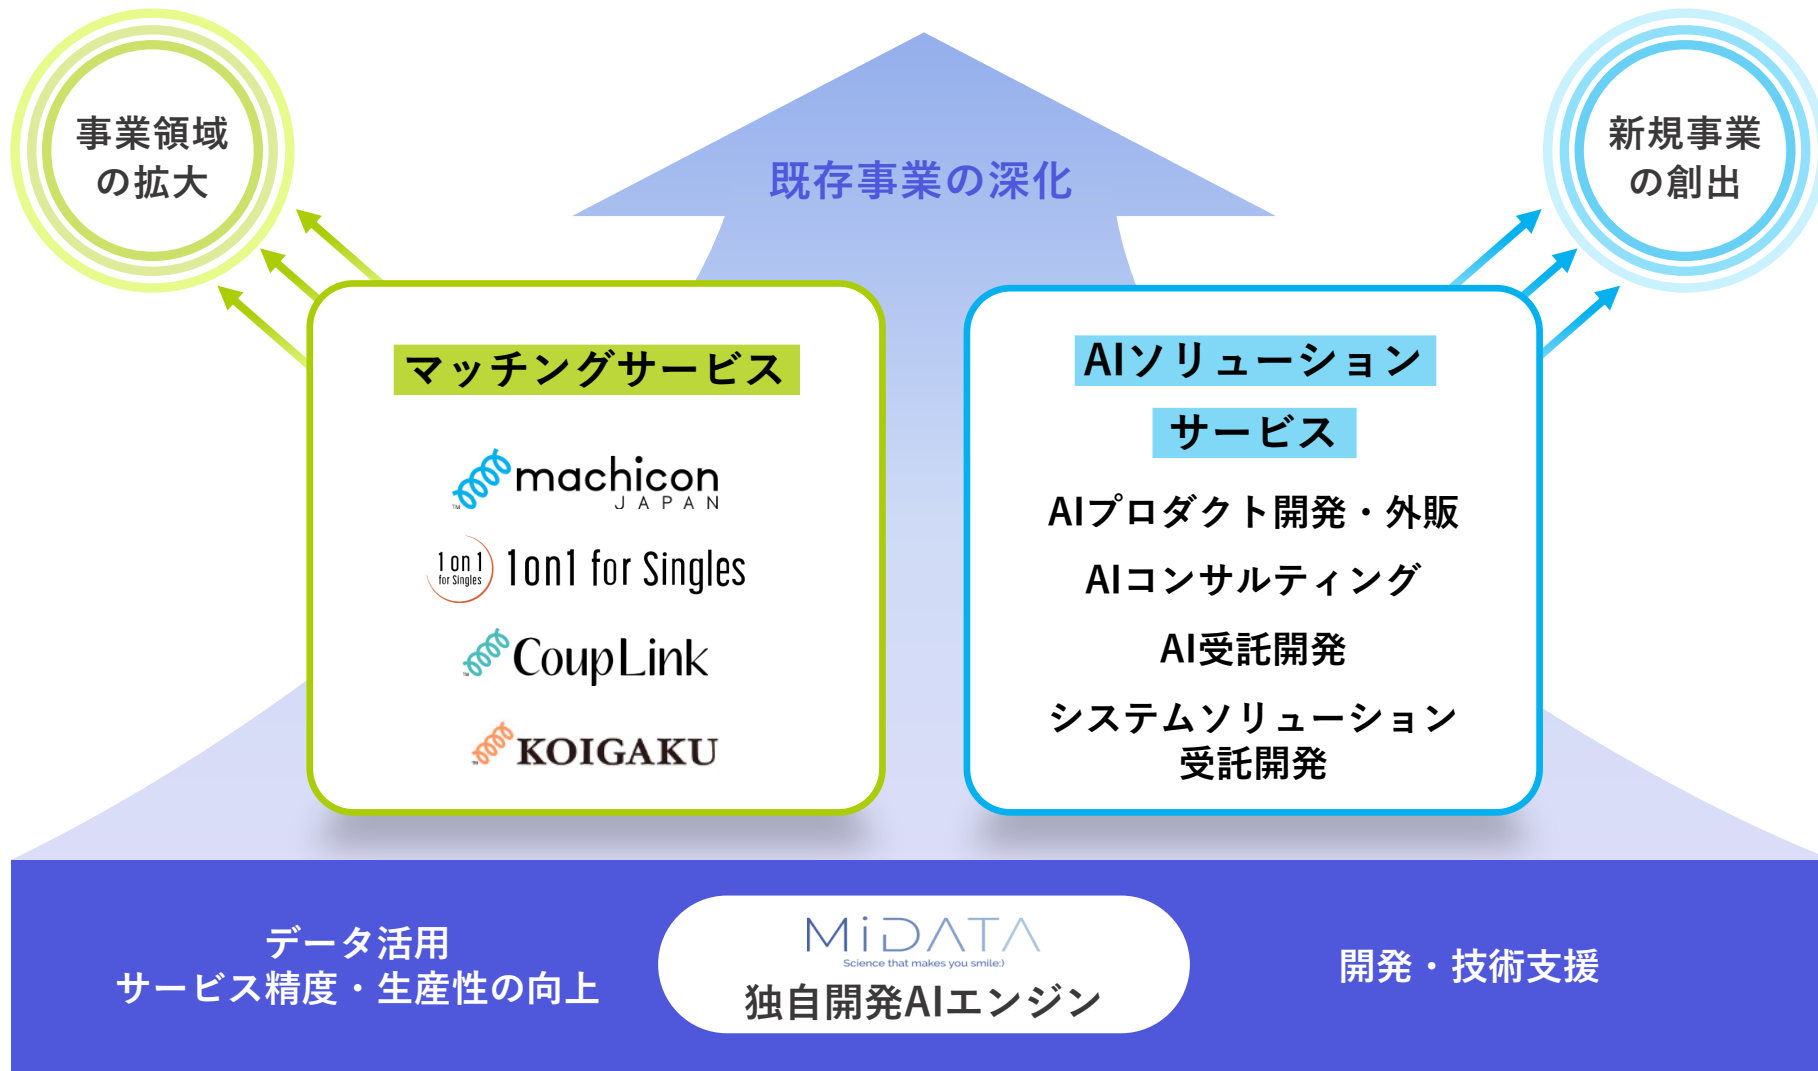 事業領域
の拡大
既存事業の深化
新規事業
の創出
マッチングサービス
machicon
JAPAN
1on1
for Singles
1on1 for Singles
CoupLink
KOIGAKU
AIソリューション
サービス
AIプロダクト開発・外販
AIコンサルティング
AI受託開発
システムソリューション
受託開発
データ活用
サービス精度・生産性の向上
MiDATA
Science that makes you smile:)
独自開発AIエンジン
開発・技術支援